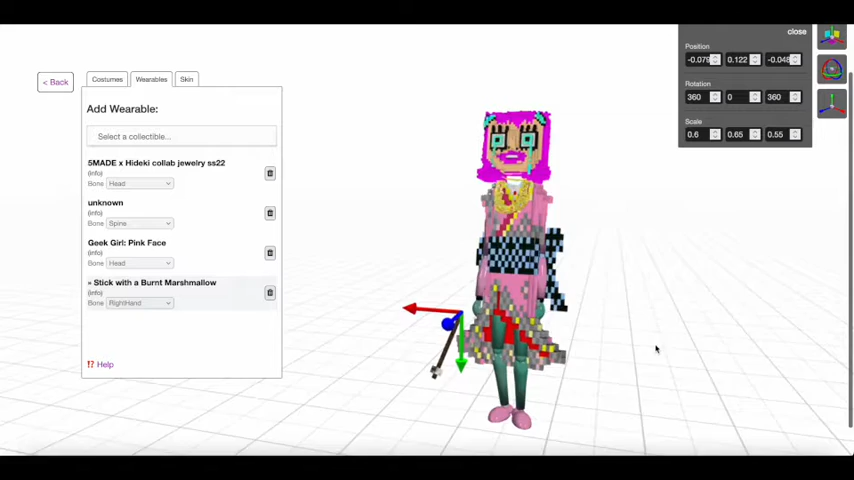 close
Position
-0.079 0.122 -0.048
Rotation
360 0 360
Scale
0.6 0.65 0.55
< Back
Costumes Wearables Skin
Add Wearable:
Select a collectible...
5MADE x Hideki collab jewelry ss22
(info)
Bone Head
unknown
(info)
Bone Spine
Geek Girl: Pink Face
(info)
Bone Head
» Stick with a Burnt Marshmallow
(info)
Bone RightHand
⁉ Help